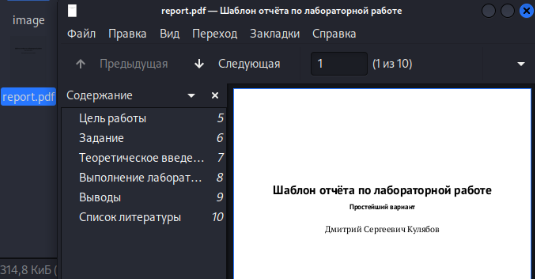 image
report.pdf
314,8 КиБ (
report.pdf — Шаблон отчёта по лабораторной работе
Файл Правка Вид Переход Закладки Справка
Предыдущая Следующая 1 (1 из 10)
Содержание
Цель работы 5
Задание 6
Теоретическое введе... 7
Выполнение лаборат... 8
Выводы 9
Список литературы 10
Шаблон отчёта по лабораторной работе
Простейший вариант
Дмитрий Сергеевич Кулябов